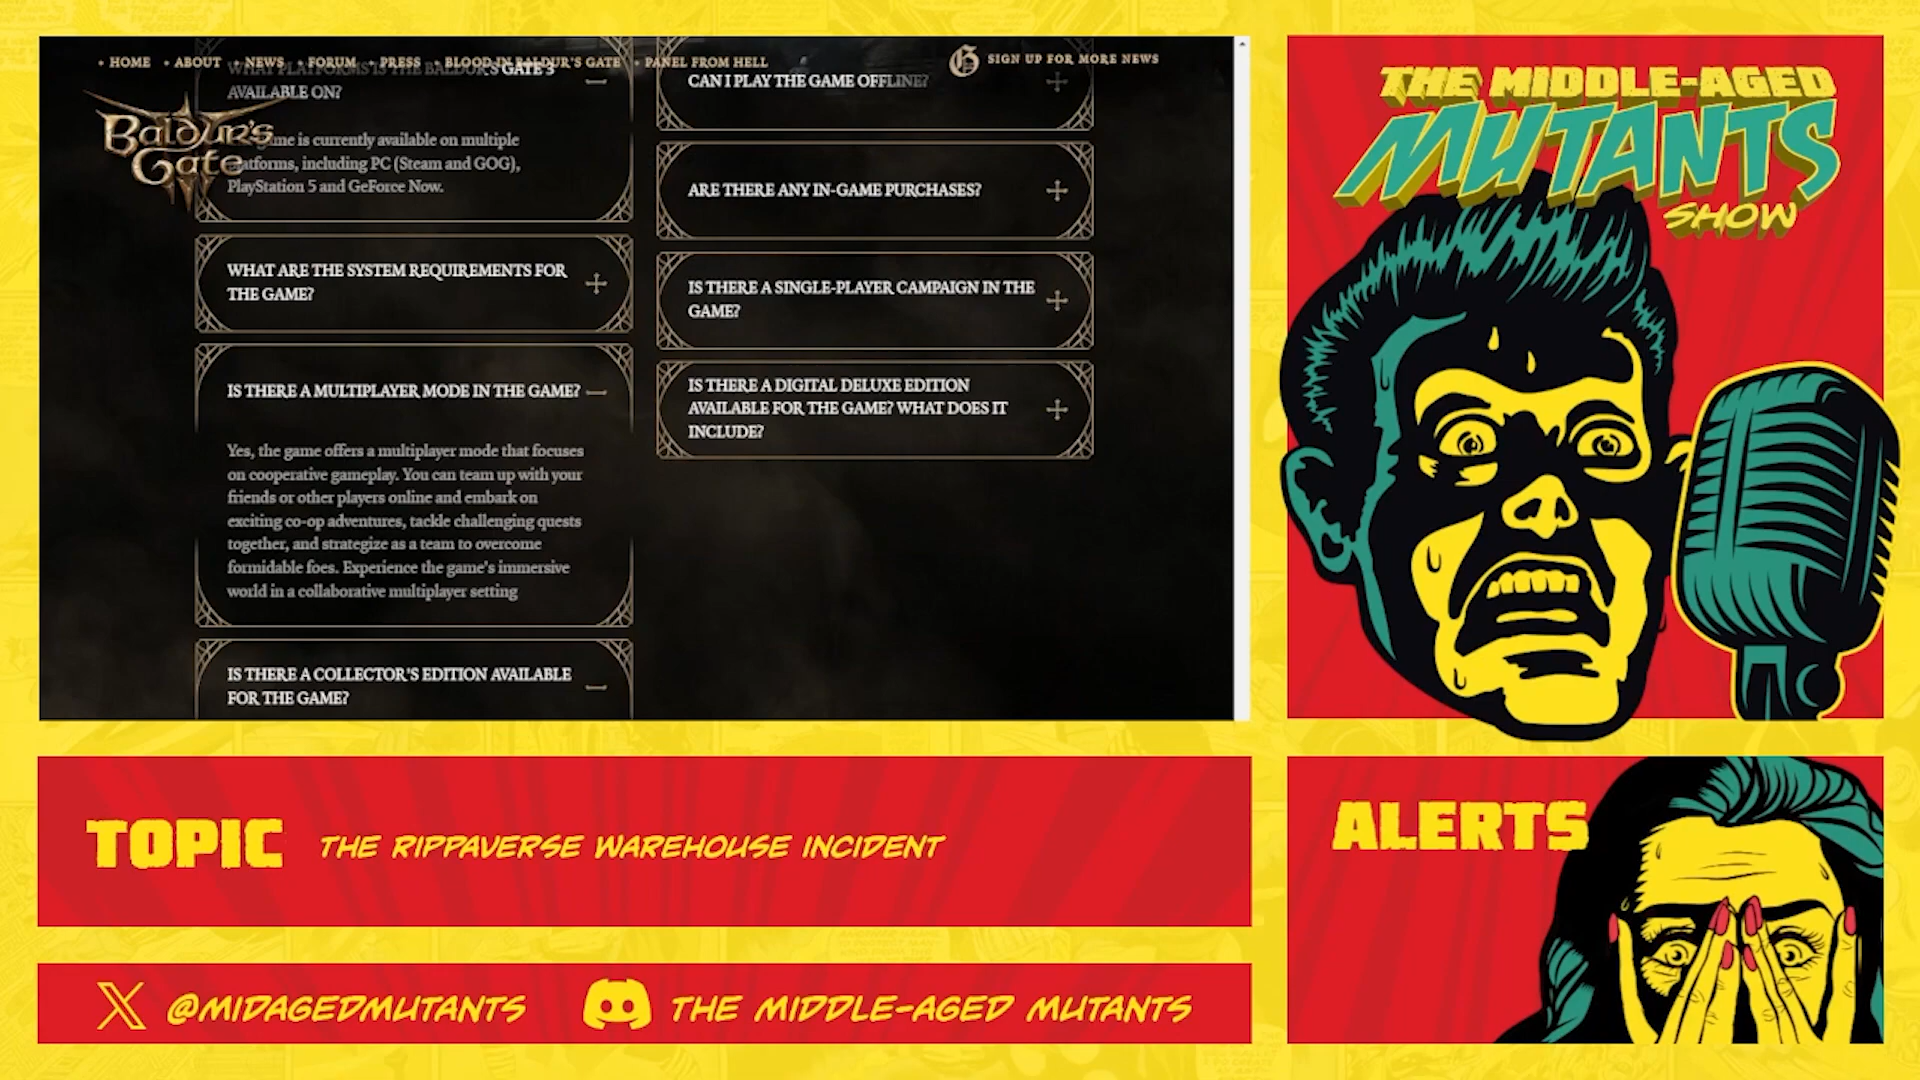 HOME
ABOUT
NEWS
FORUM
PRESS
BLOOD IN BALDUR'S GATE
PANEL FROM HELL
SIGN UP FOR MORE NEWS
Baldur's
Gate
WHAT PLATFORMS IS THE BALDUR'S GATE 3
AVAILABLE ON?
me is currently available on multiple
atforms, including PC (Steam and GOG),
PlayStation 5 and GeForce Now.
WHAT ARE THE SYSTEM REQUIREMENTS FOR
THE GAME?
IS THERE A MULTIPLAYER MODE IN THE GAME?
Yes, the game offers a multiplayer mode that focuses
on cooperative gameplay. You can team up with your
friends or other players online and embark on
exciting co-op adventures, tackle challenging quests
together, and strategize as a team to overcome
formidable foes. Experience the game's immersive
world in a collaborative multiplayer setting
IS THERE A COLLECTOR'S EDITION AVAILABLE
FOR THE GAME?
CAN I PLAY THE GAME OFFLINE?
ARE THERE ANY IN-GAME PURCHASES?
IS THERE A SINGLE-PLAYER CAMPAIGN IN THE
GAME?
IS THERE A DIGITAL DELUXE EDITION
AVAILABLE FOR THE GAME? WHAT DOES IT
INCLUDE?
THE MIDDLE-AGED
MUTANTS
SHOW
TOPIC
THE RIPPAVERSE WAREHOUSE INCIDENT
ALERTS
@MIDAGEDMUTANTS
THE MIDDLE-AGED MUTANTS